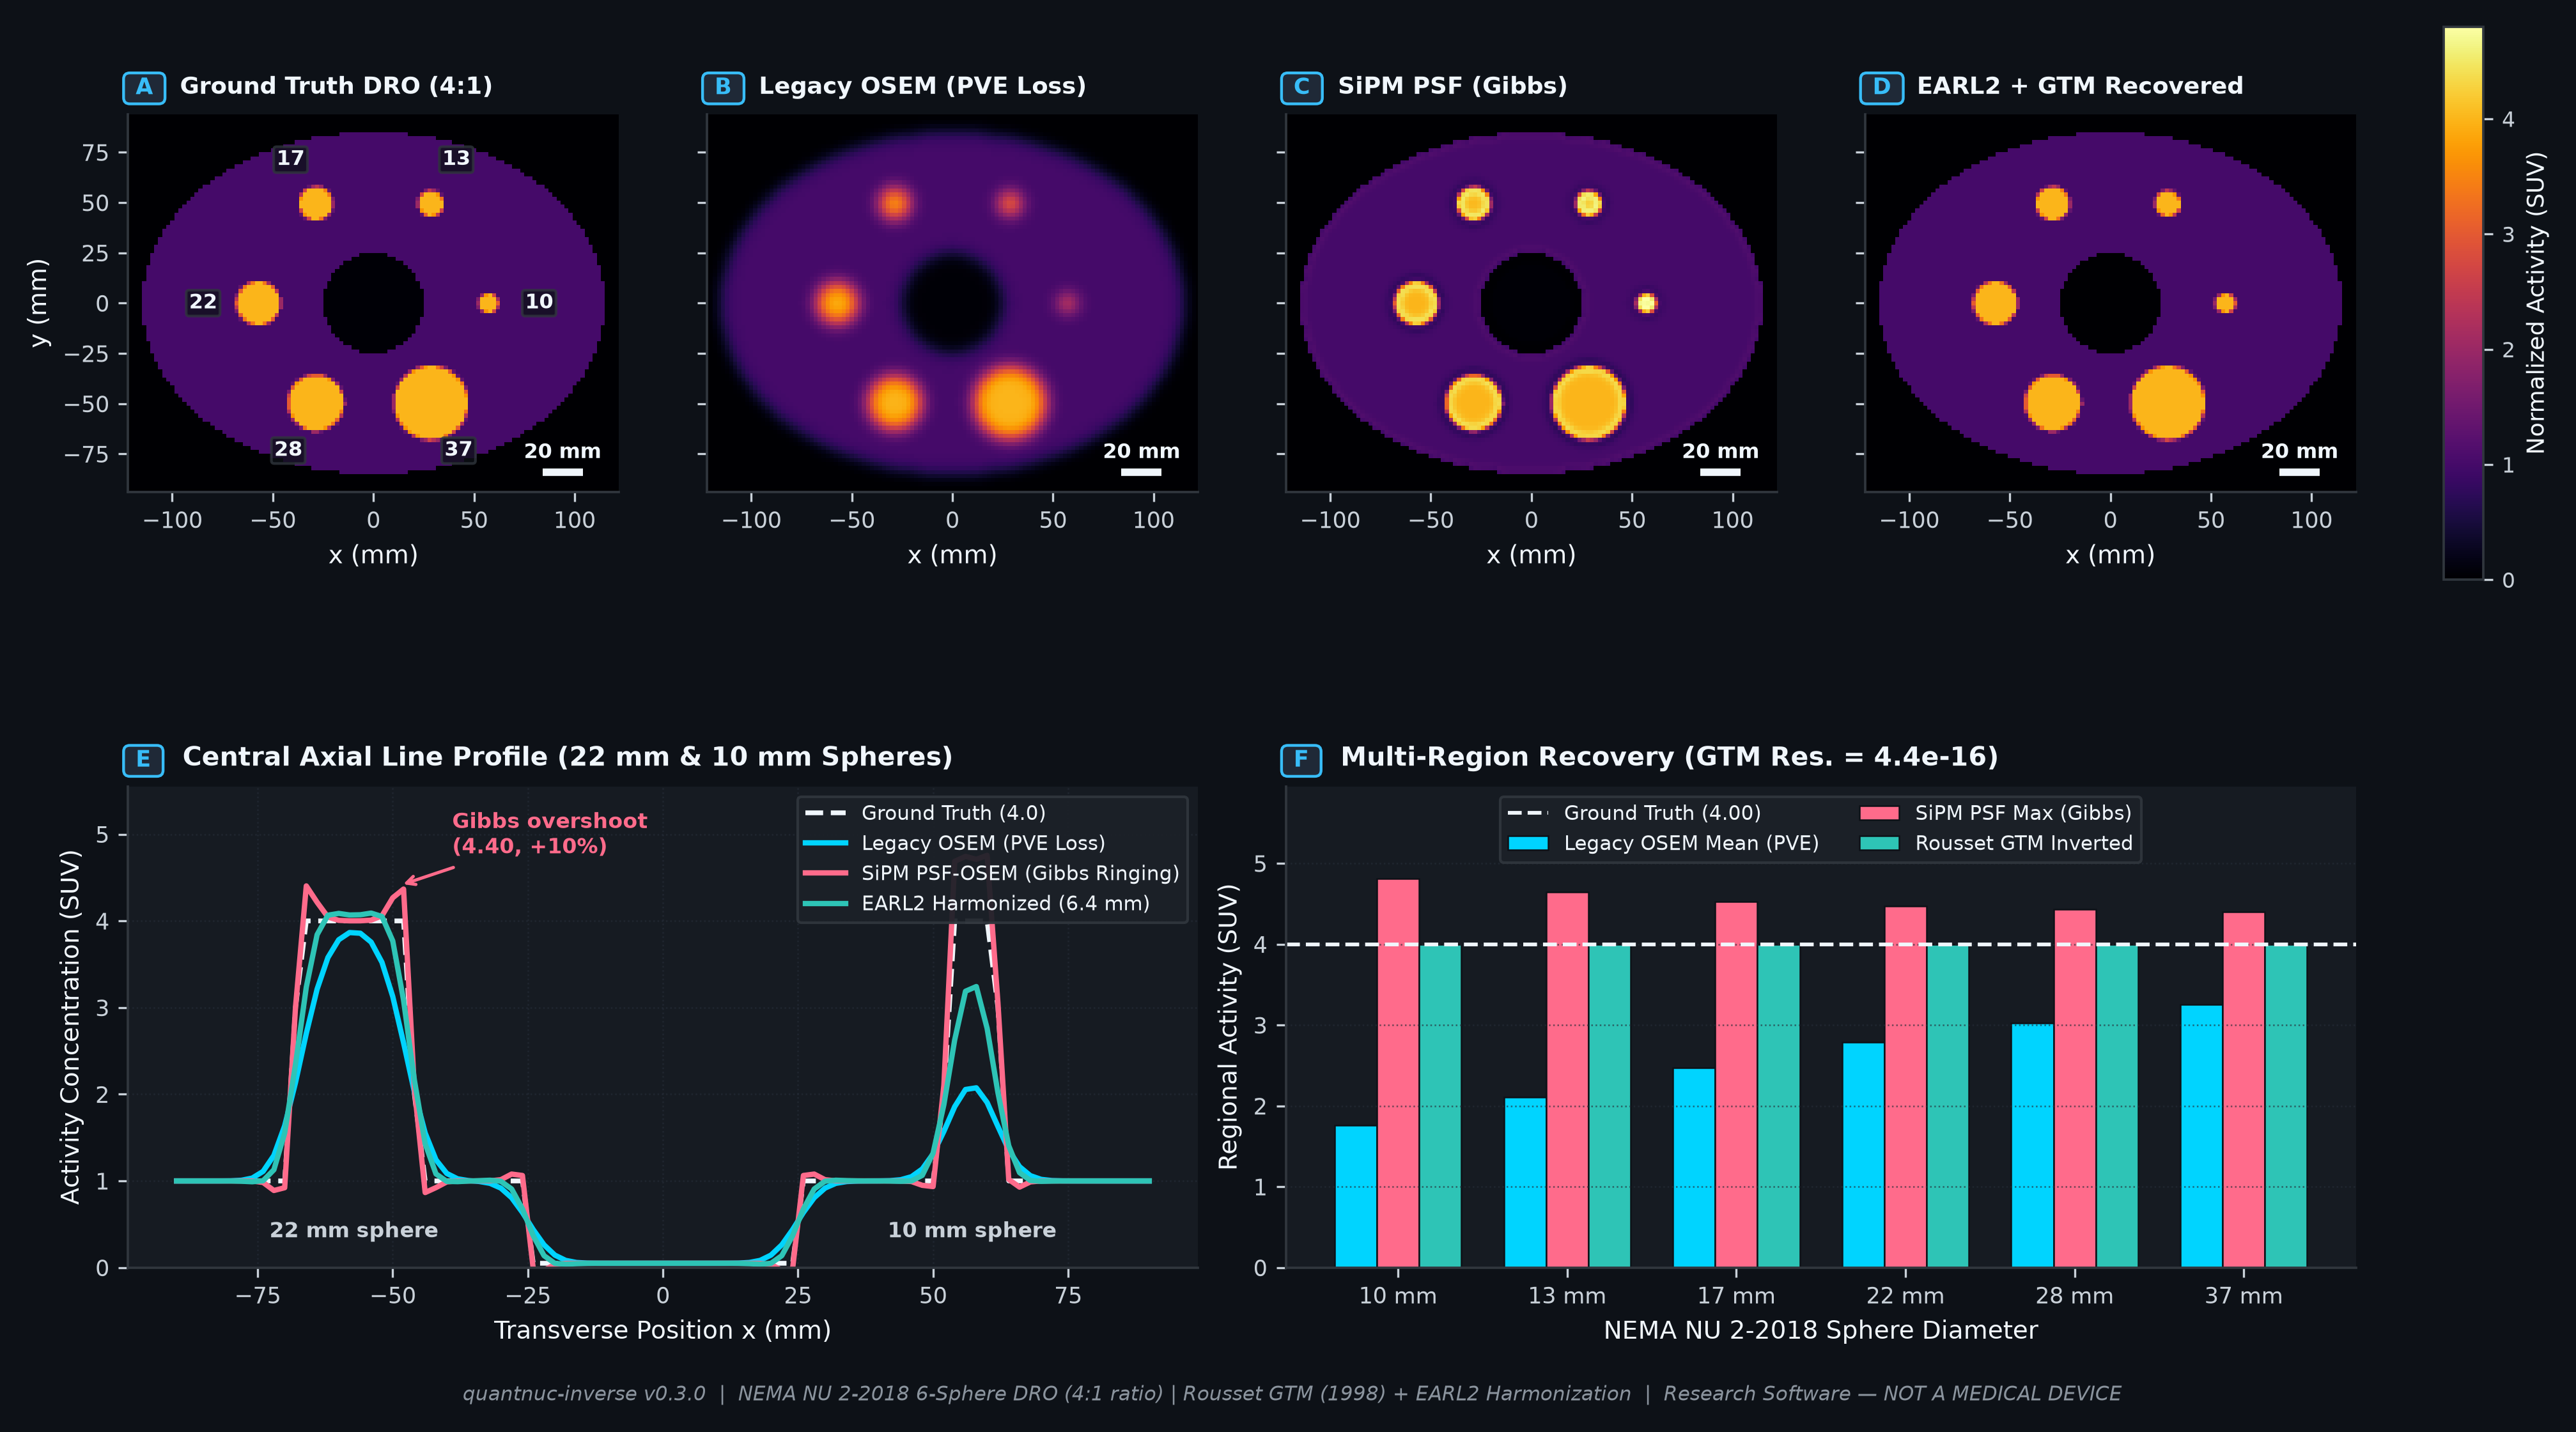 A Ground Truth DRO (4:1)
B Legacy OSEM (PVE Loss)
C SiPM PSF (Gibbs)
D EARL2 + GTM Recovered
y (mm)
75
50
25
0
−25
−50
−75
17
13
22
10
28
37
20 mm
−100
−50
0
50
100
x (mm)
20 mm
−100
−50
0
50
100
x (mm)
20 mm
−100
−50
0
50
100
x (mm)
20 mm
−100
−50
0
50
100
x (mm)
4
3
2
1
0
Normalized Activity (SUV)
E Central Axial Line Profile (22 mm & 10 mm Spheres)
Activity Concentration (SUV)
5
4
3
2
1
0
Gibbs overshoot
(4.40, +10%)
Ground Truth (4.0)
Legacy OSEM (PVE Loss)
SiPM PSF-OSEM (Gibbs Ringing)
EARL2 Harmonized (6.4 mm)
22 mm sphere
10 mm sphere
−75
−50
−25
0
25
50
75
Transverse Position x (mm)
F Multi-Region Recovery (GTM Res. = 4.4e-16)
Regional Activity (SUV)
5
4
3
2
1
0
Ground Truth (4.00)
Legacy OSEM Mean (PVE)
SiPM PSF Max (Gibbs)
Rousset GTM Inverted
10 mm
13 mm
17 mm
22 mm
28 mm
37 mm
NEMA NU 2-2018 Sphere Diameter
quantnuc-inverse v0.3.0 | NEMA NU 2-2018 6-Sphere DRO (4:1 ratio) | Rousset GTM (1998) + EARL2 Harmonization | Research Software — NOT A MEDICAL DEVICE